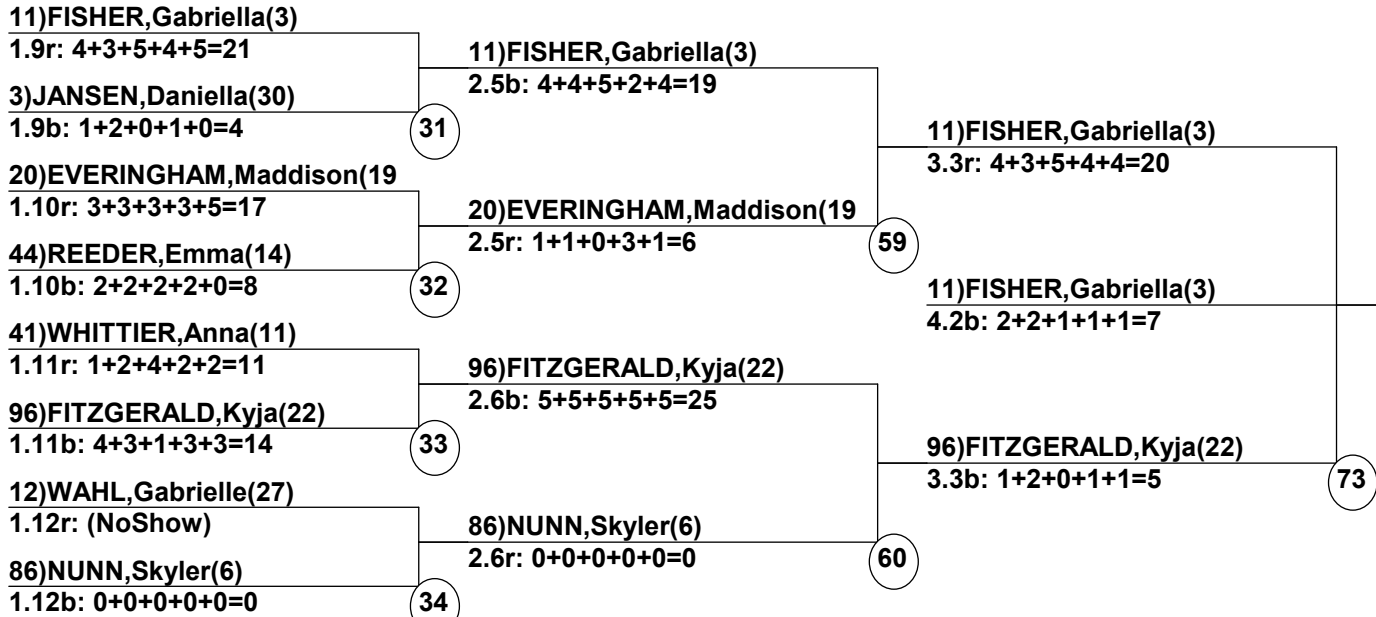 11)FISHER,Gabriella(3)
1.9r: 4+3+5+4+5=21
3)JANSEN,Daniella(30)
1.9b: 1+2+0+1+0=4
31
20)EVERINGHAM,Maddison(19
1.10r: 3+3+3+3+5=17
44)REEDER,Emma(14)
1.10b: 2+2+2+2+0=8
32
41)WHITTIER,Anna(11)
1.11r: 1+2+4+2+2=11
96)FITZGERALD,Kyja(22)
1.11b: 4+3+1+3+3=14
33
12)WAHL,Gabrielle(27)
1.12r: (NoShow)
86)NUNN,Skyler(6)
1.12b: 0+0+0+0+0=0
34
11)FISHER,Gabriella(3)
2.5b: 4+4+5+2+4=19
20)EVERINGHAM,Maddison(19
2.5r: 1+1+0+3+1=6
59
96)FITZGERALD,Kyja(22)
2.6b: 5+5+5+5+5=25
86)NUNN,Skyler(6)
2.6r: 0+0+0+0+0=0
60
11)FISHER,Gabriella(3)
3.3r: 4+3+5+4+4=20
11)FISHER,Gabriella(3)
4.2b: 2+2+1+1+1=7
96)FITZGERALD,Kyja(22)
3.3b: 1+2+0+1+1=5
73